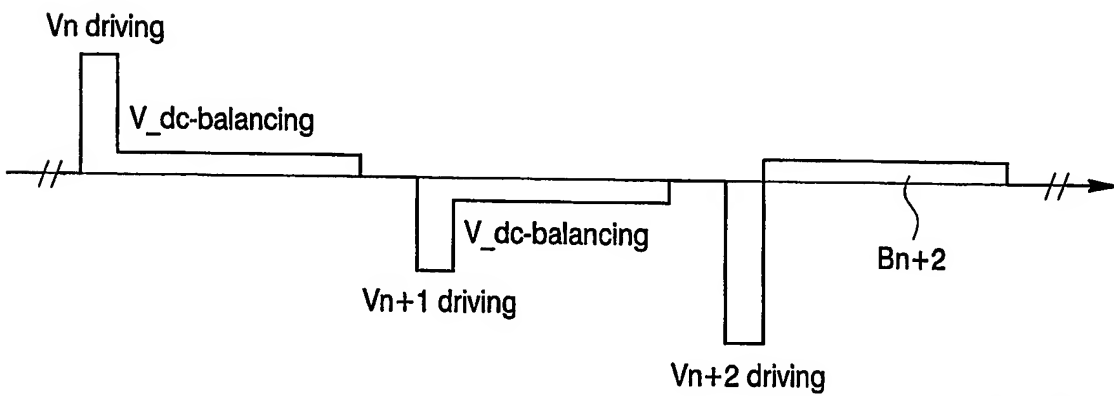 Vn driving
V_dc-balancing
V_dc-balancing
Bn+2
Vn+1 driving
Vn+2 driving